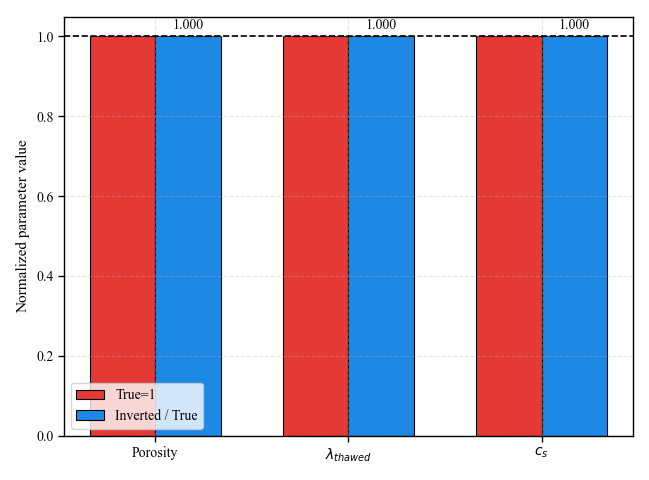 1.000 1.000 1.000
1.0
0.8
0.6
0.4
0.2
0.0
Normalized parameter value
True=1
Inverted / True
Porosity λ_thawed c_s